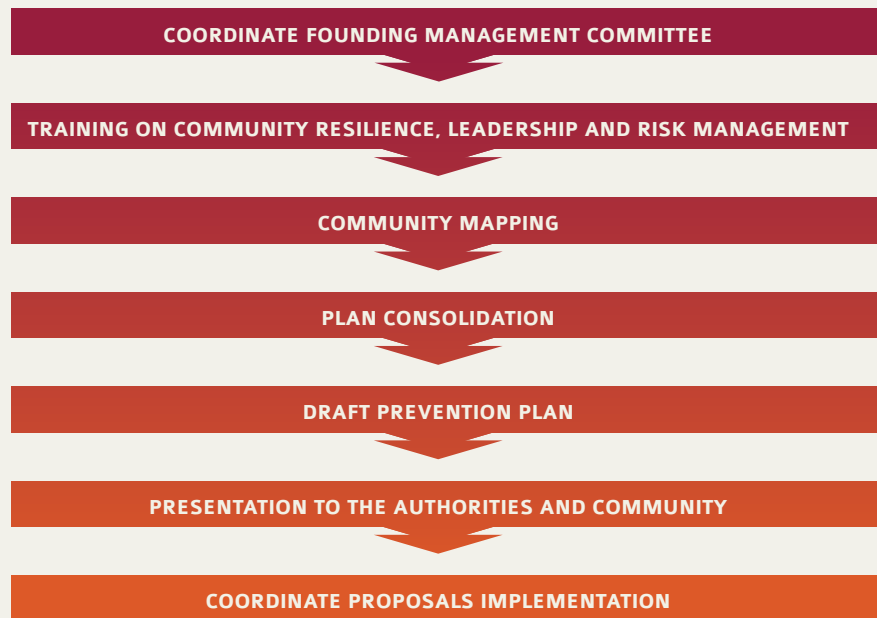 COORDINATE FOUNDING MANAGEMENT COMMITTEE
TRAINING ON COMMUNITY RESILIENCE, LEADERSHIP AND RISK MANAGEMENT
COMMUNITY MAPPING
PLAN CONSOLIDATION
DRAFT PREVENTION PLAN
PRESENTATION TO THE AUTHORITIES AND COMMUNITY
COORDINATE PROPOSALS IMPLEMENTATION